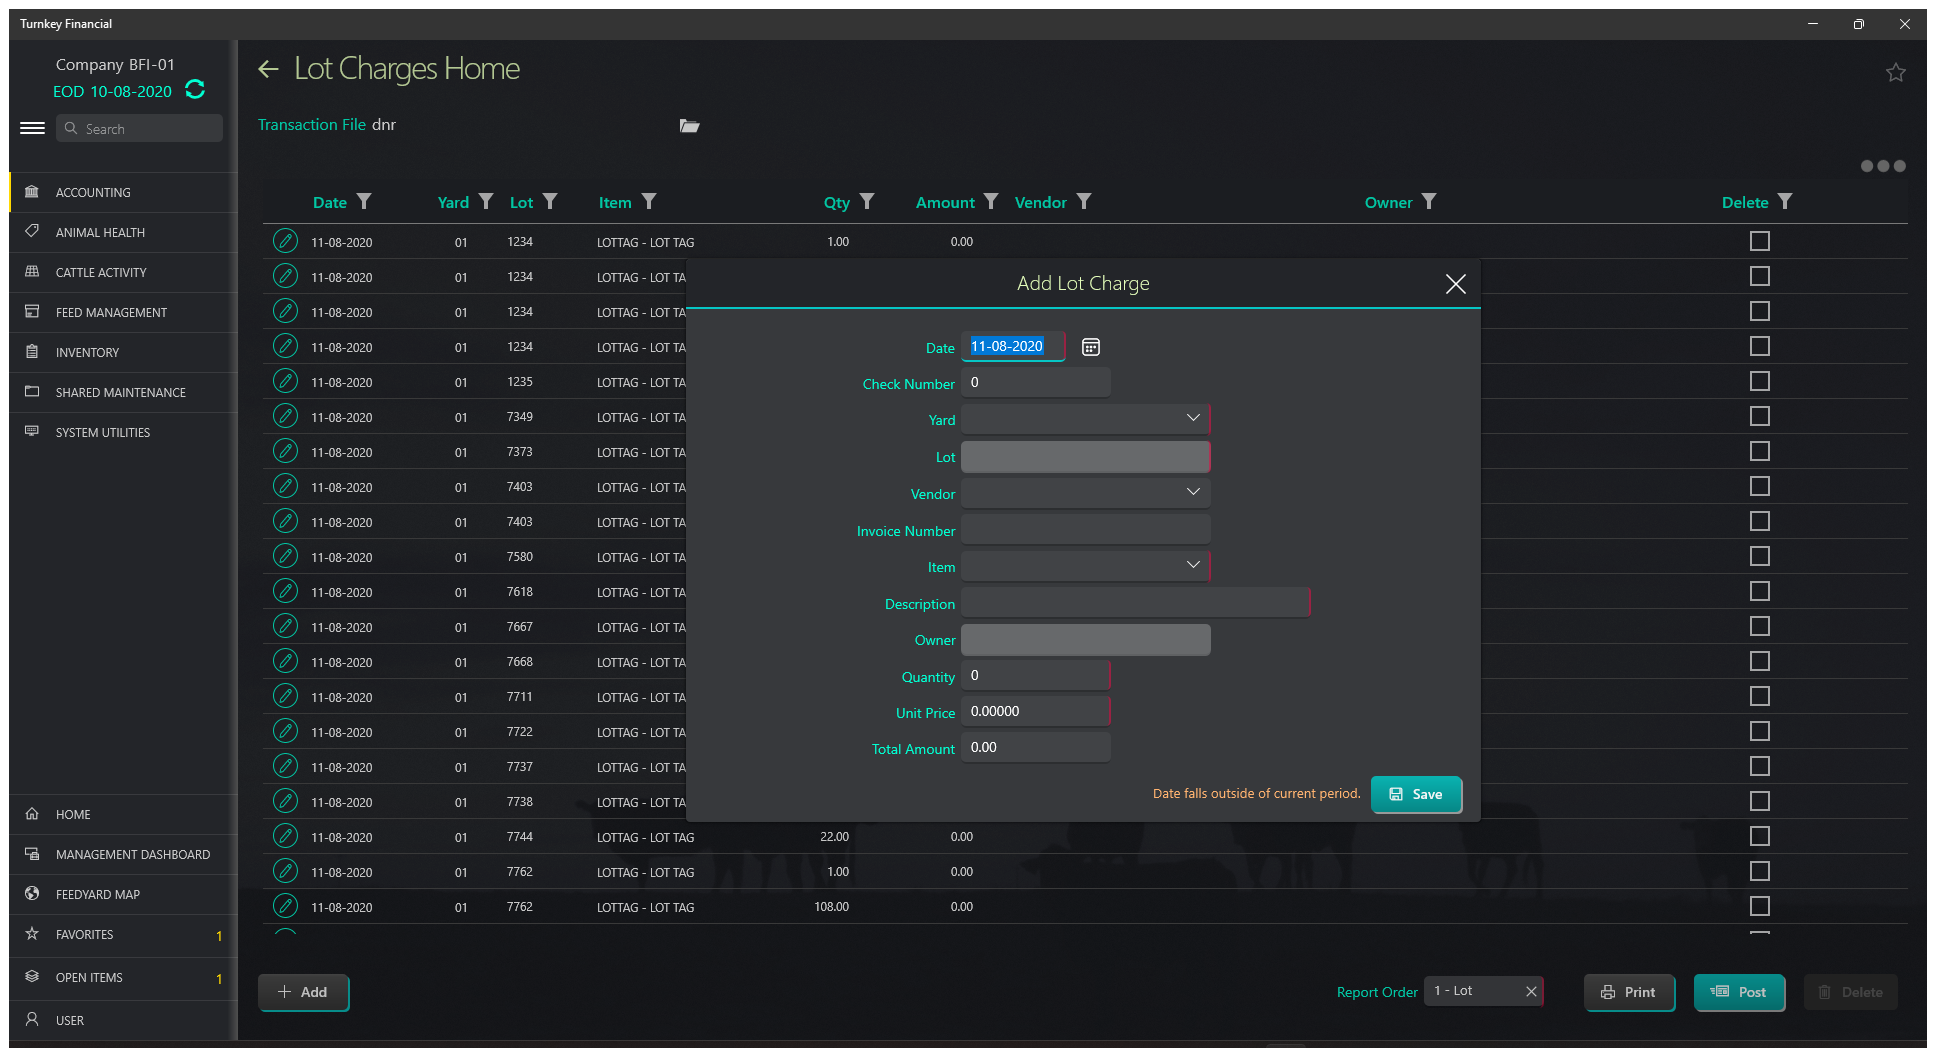 Turnkey Financial
Company BFI-01
EOD 10-08-2020
Search
ACCOUNTING
ANIMAL HEALTH
CATTLE ACTIVITY
FEED MANAGEMENT
INVENTORY
SHARED MAINTENANCE
SYSTEM UTILITIES
HOME
MANAGEMENT DASHBOARD
FEEDYARD MAP
FAVORITES 1
OPEN ITEMS 1
USER
Lot Charges Home
Transaction File dnr
Date Yard Lot Item Qty Amount Vendor Owner Delete
11-08-2020 01 1234 LOTTAG - LOT TAG 1.00 0.00
11-08-2020 01 1234 LOTTAG - LOT TA
11-08-2020 01 1234 LOTTAG - LOT TA
11-08-2020 01 1234 LOTTAG - LOT TA
11-08-2020 01 1235 LOTTAG - LOT TA
11-08-2020 01 7349 LOTTAG - LOT TA
11-08-2020 01 7373 LOTTAG - LOT TA
11-08-2020 01 7403 LOTTAG - LOT TA
11-08-2020 01 7403 LOTTAG - LOT TA
11-08-2020 01 7580 LOTTAG - LOT TA
11-08-2020 01 7618 LOTTAG - LOT TA
11-08-2020 01 7667 LOTTAG - LOT TA
11-08-2020 01 7668 LOTTAG - LOT TA
11-08-2020 01 7711 LOTTAG - LOT TA
11-08-2020 01 7722 LOTTAG - LOT TA
11-08-2020 01 7737 LOTTAG - LOT TA
11-08-2020 01 7738 LOTTAG - LOT TA
11-08-2020 01 7744 LOTTAG - LOT TAG 22.00 0.00
11-08-2020 01 7762 LOTTAG - LOT TAG 1.00 0.00
11-08-2020 01 7762 LOTTAG - LOT TAG 108.00 0.00
Add Lot Charge
Date 11-08-2020
Check Number 0
Yard
Lot
Vendor
Invoice Number
Item
Description
Owner
Quantity 0
Unit Price 0.00000
Total Amount 0.00
Date falls outside of current period. Save
Add
Report Order 1 - Lot
Print
Post
Delete